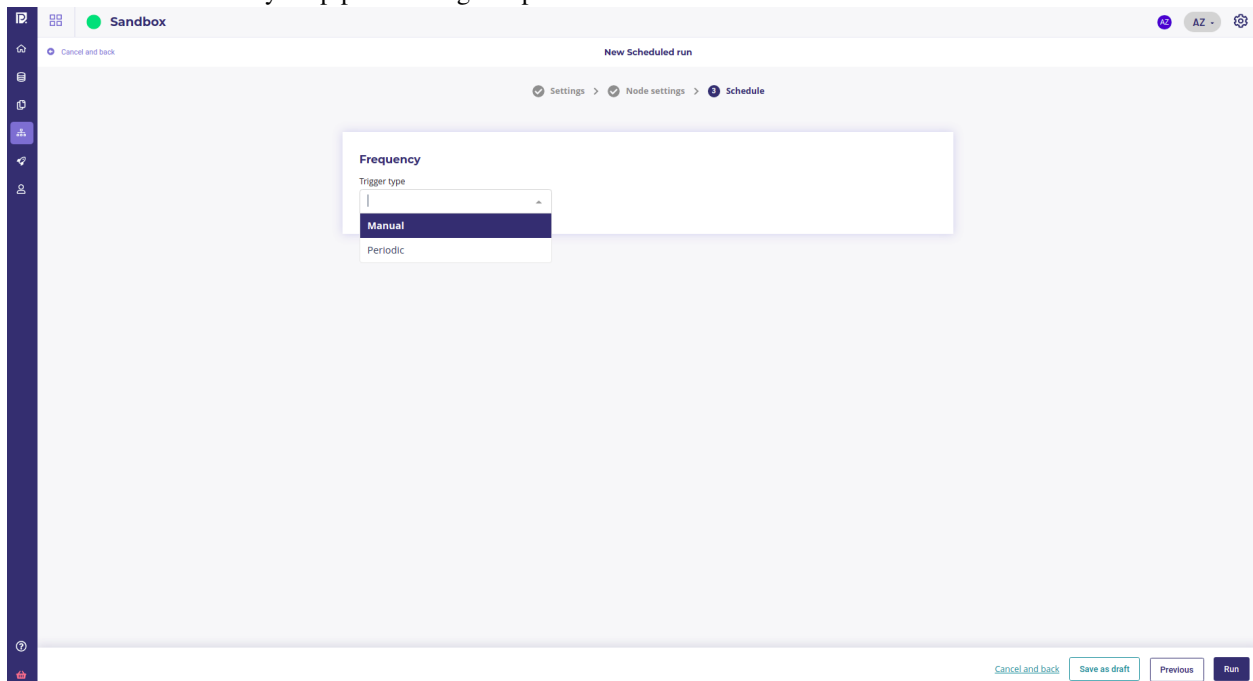 Sandbox
AZ
AZ
Cancel and back
New Scheduled run
Settings > Node settings > 3 Schedule
Frequency
Trigger type
Manual
Periodic
Cancel and back
Save as draft
Previous
Run